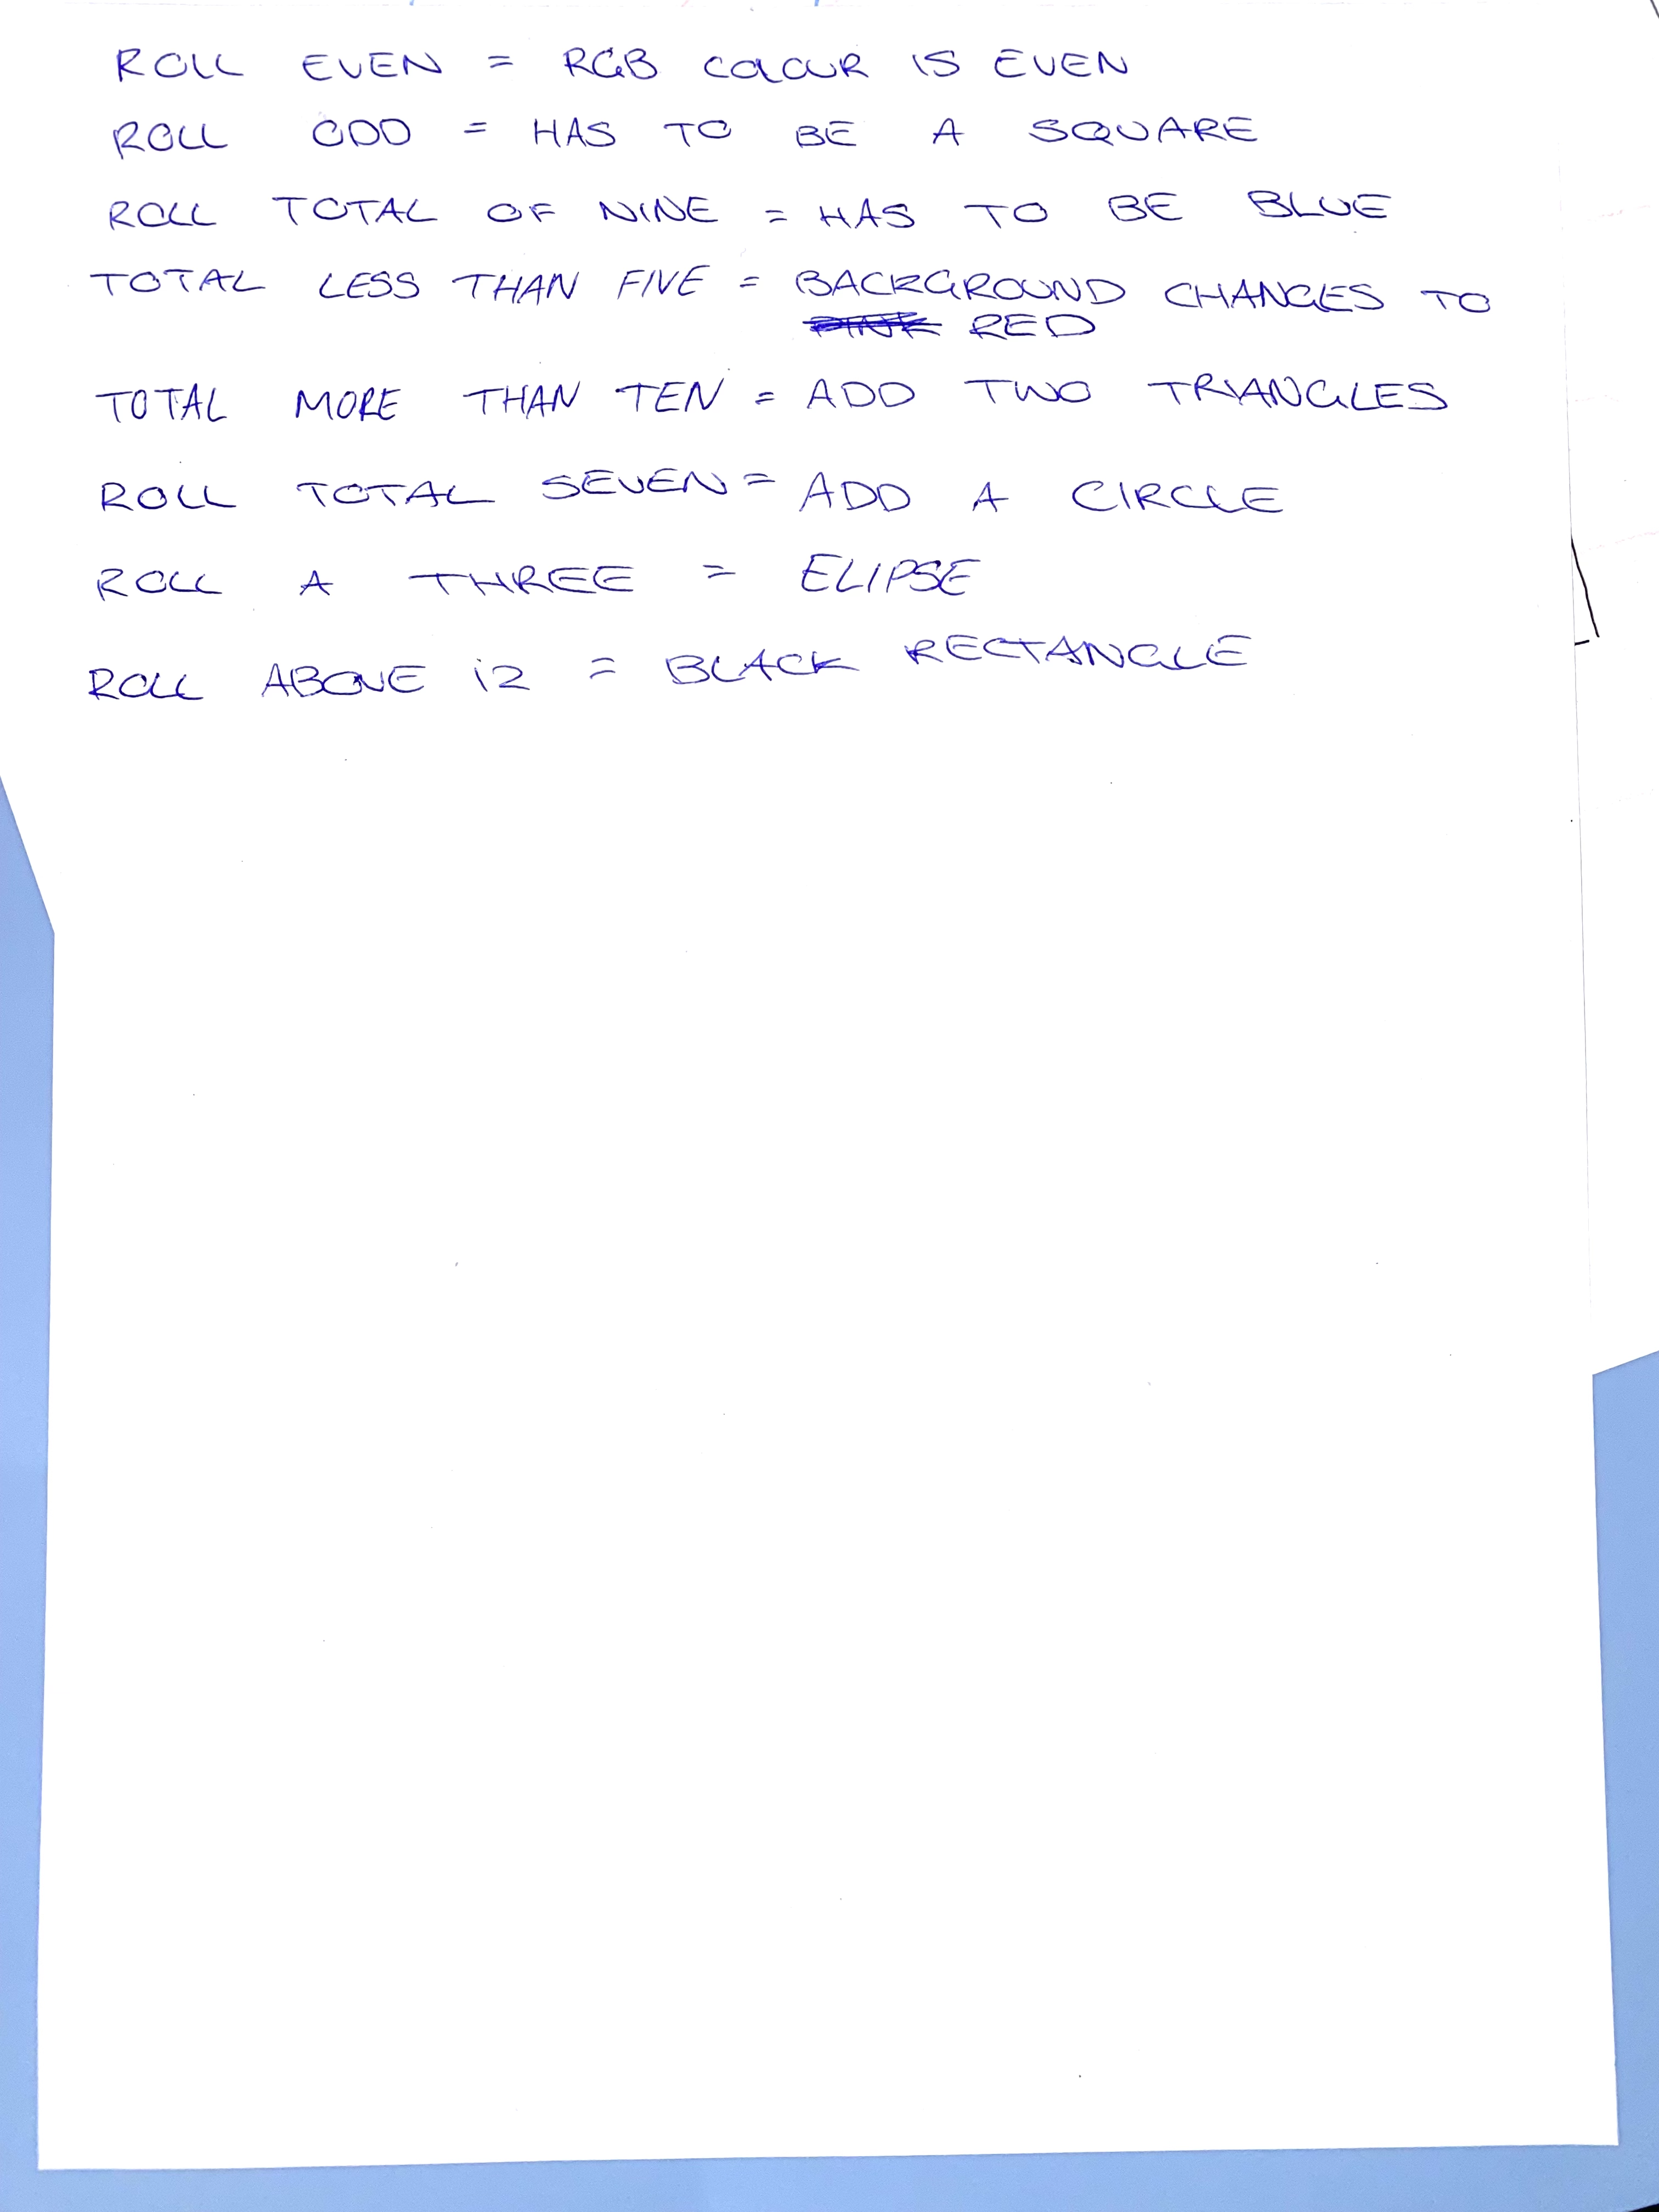 ROLL EVEN = RGB COLOUR IS EVEN
ROLL ODD = HAS TO BE A SQUARE
ROLL TOTAL OF NINE = HAS TO BE BLUE
TOTAL LESS THAN FIVE = BACKGROUND CHANGES TO
RED
TOTAL MORE THAN TEN = ADD TWO TRIANGLES
ROLL TOTAL SEVEN = ADD A CIRCLE
ROLL A THREE = ELIPSE
ROLL ABOVE 12 = BLACK RECTANGLE